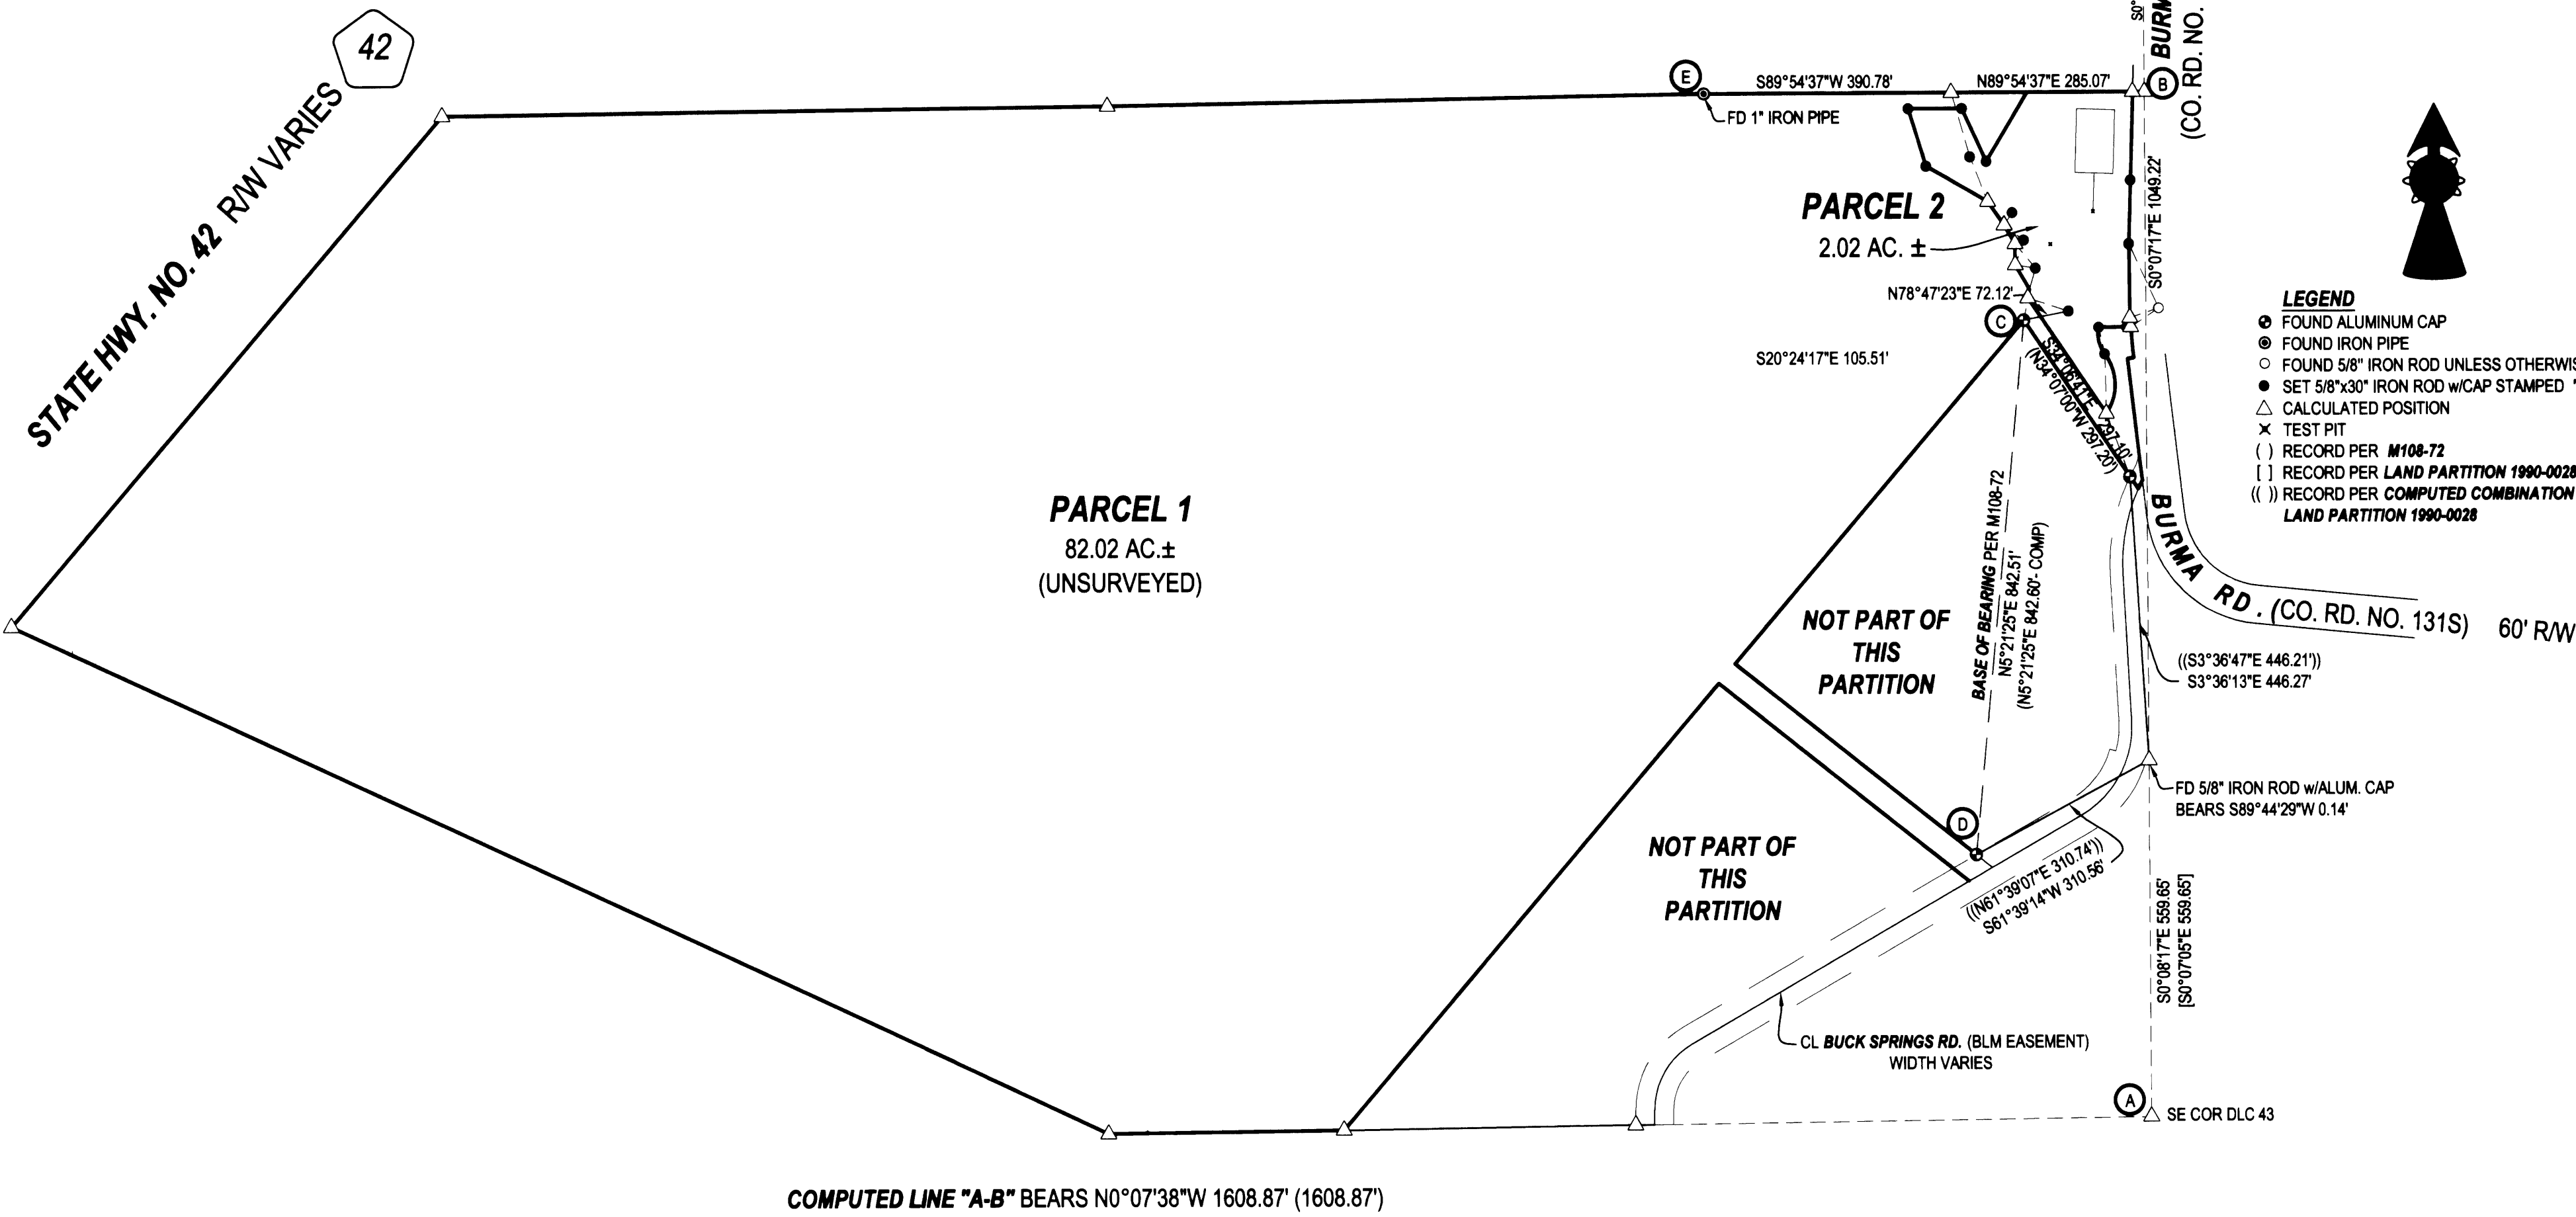 42
STATE HWY. NO. 42 R/W VARIES
E
S89°54'37"W 390.78'
N89°54'37"E 285.07'
B
S0°
BURM
(CO. RD. NO.
FD 1" IRON PIPE
S0°07'17"E 1049.22'
PARCEL 2
2.02 AC. ±
N78°47'23"E 72.12'
C
S20°24'17"E 105.51'
S34°06'41"E 297.10'
(N34°07'00"W 297.20')
LEGEND
FOUND ALUMINUM CAP
FOUND IRON PIPE
FOUND 5/8" IRON ROD UNLESS OTHERWIS
SET 5/8"x30" IRON ROD w/CAP STAMPED "
CALCULATED POSITION
TEST PIT
( ) RECORD PER M108-72
[ ] RECORD PER LAND PARTITION 1990-0028
(( )) RECORD PER COMPUTED COMBINATION
LAND PARTITION 1990-0028
PARCEL 1
82.02 AC.±
(UNSURVEYED)
BASE OF BEARING PER M108-72
N5°21'25"E 842.51'
(N5°21'25"E 842.60'- COMP)
BURMA RD. (CO. RD. NO. 131S) 60' R/W
NOT PART OF
THIS
PARTITION
((S3°36'47"E 446.21'))
S3°36'13"E 446.27'
FD 5/8" IRON ROD w/ALUM. CAP
BEARS S89°44'29"W 0.14'
D
NOT PART OF
THIS
PARTITION
((N61°39'07"E 310.74'))
S61°39'14"W 310.56'
S0°08'17"E 559.65'
[S0°07'05"E 559.65']
CL BUCK SPRINGS RD. (BLM EASEMENT)
WIDTH VARIES
A
SE COR DLC 43
COMPUTED LINE "A-B" BEARS N0°07'38"W 1608.87' (1608.87')